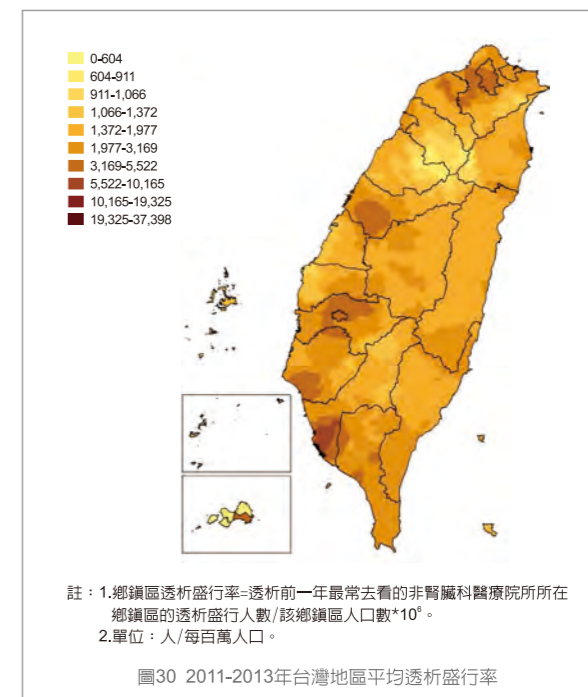 0-604
604-911
911-1,066
1,066-1,372
1,372-1,977
1,977-3,169
3,169-5,522
5,522-10,165
10,165-19,325
19,325-37,398
註：1.鄉鎮區透析盛行率=透析前一年最常去看的非腎臟科醫療院所所在
鄉鎮區的透析盛行人數/該鄉鎮區人口數*10⁶。
2.單位：人/每百萬人口。
圖30 2011-2013年台灣地區平均透析盛行率